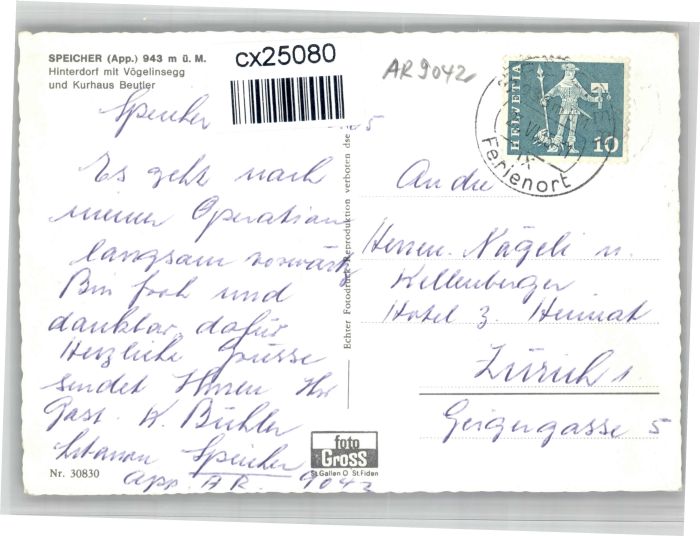 SPEICHER (App.) 943 m ü. M.
Hinterdorf mit Vögelinsegg
und Kurhaus Beutler
cx25080
AR 9042
HELVETIA
10
Ferienort
Speicher
Es geht nach
meiner Operation
langsam vorwärts
Bin froh und
dankbar dafür
Herzliche Grüsse
sendet Ihnen Ihr
Gast. K. Bühler
Speicher
App. A R. 9042
Nr. 30830
Echter Fotodruck Reproduktion verboten
foto
Gross
St. Gallen O St. Fiden
An die
Herren. Nägeli u.
Kellenberger
Hotel z. Heimat
Zürich 1.
Geigergasse 5